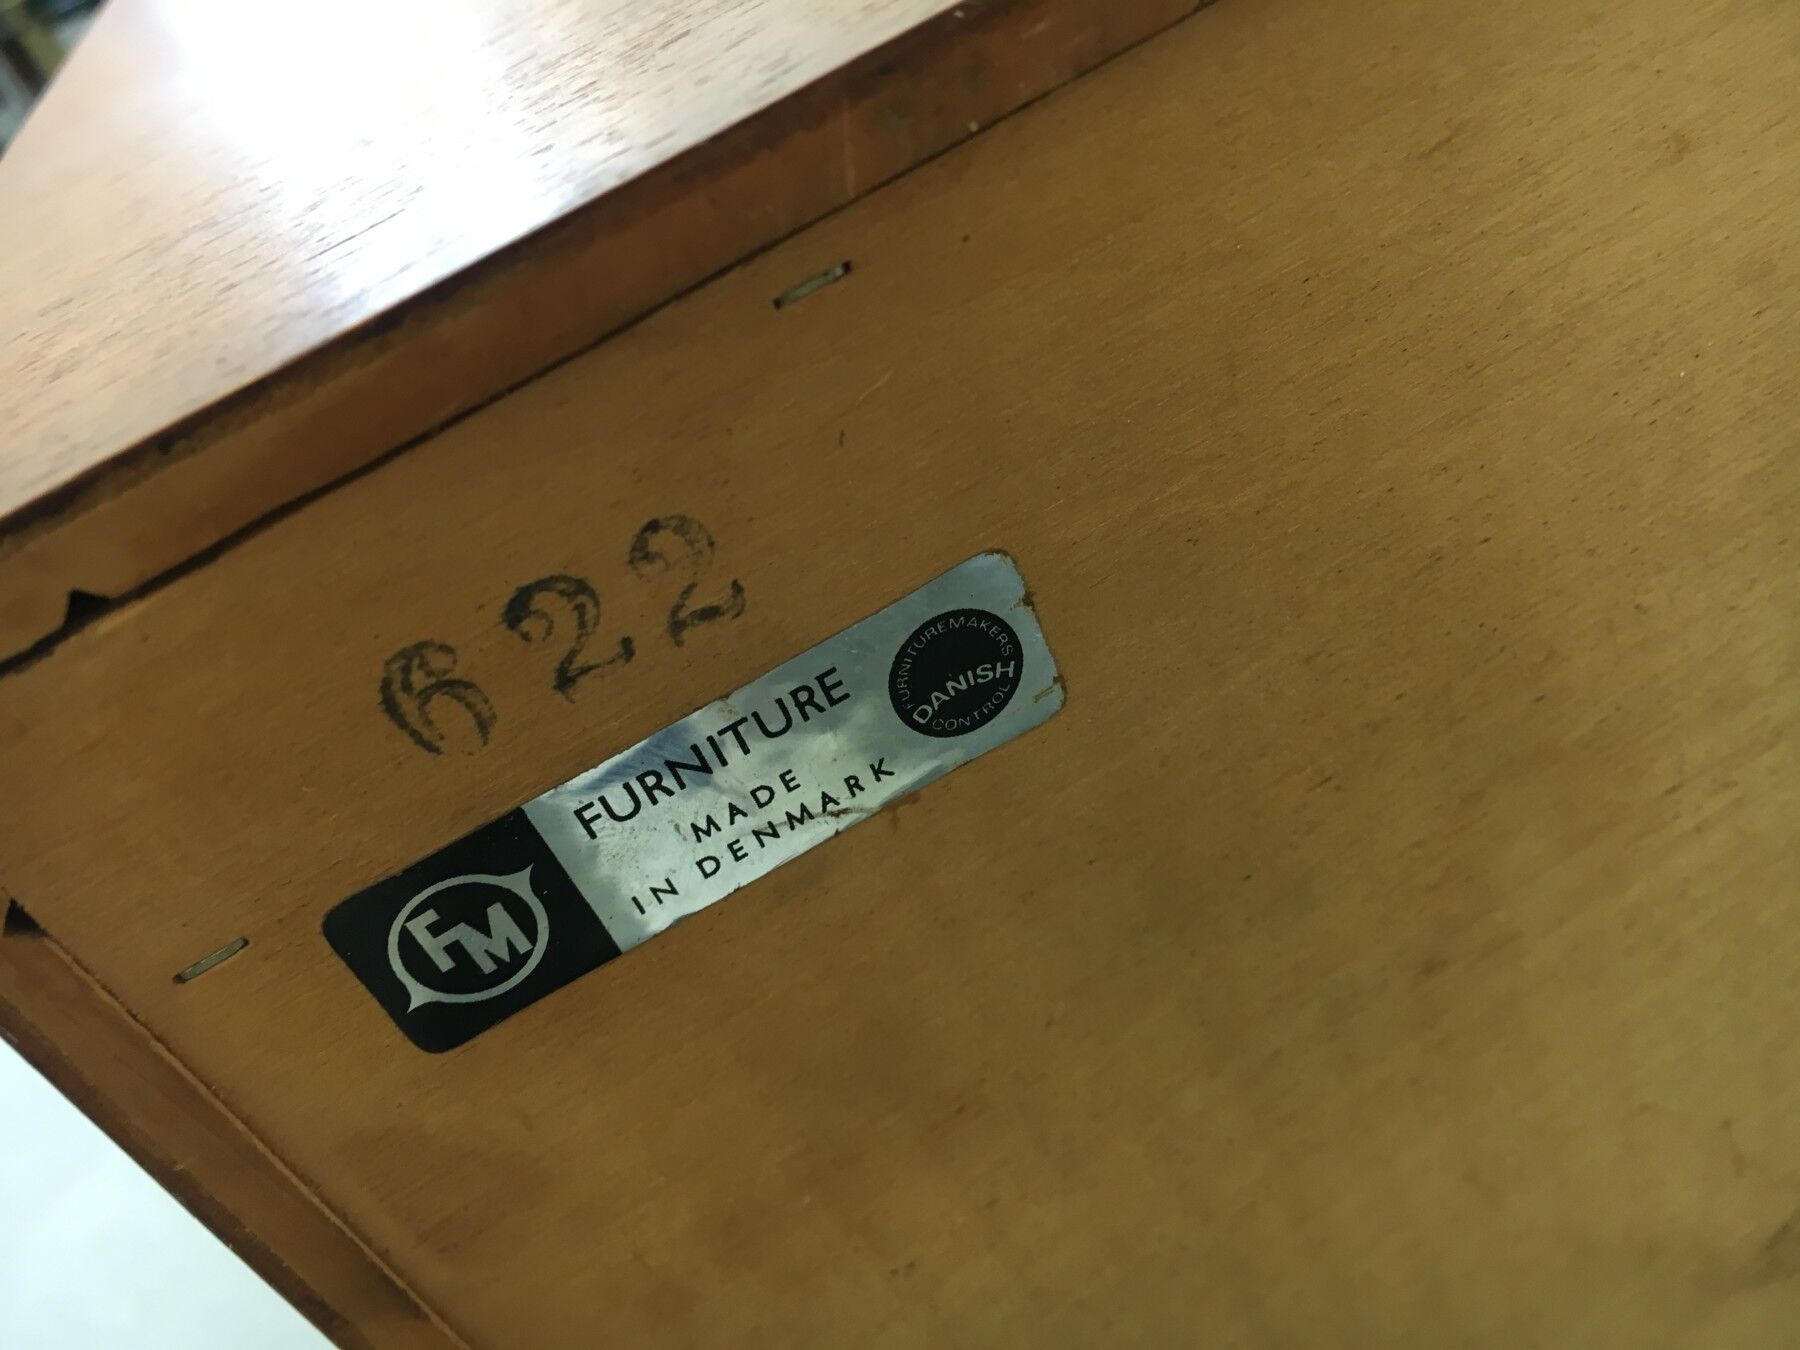 622
FM
FURNITURE
MADE
IN DENMARK
FURNITUREMAKERS
DANISH
CONTROL